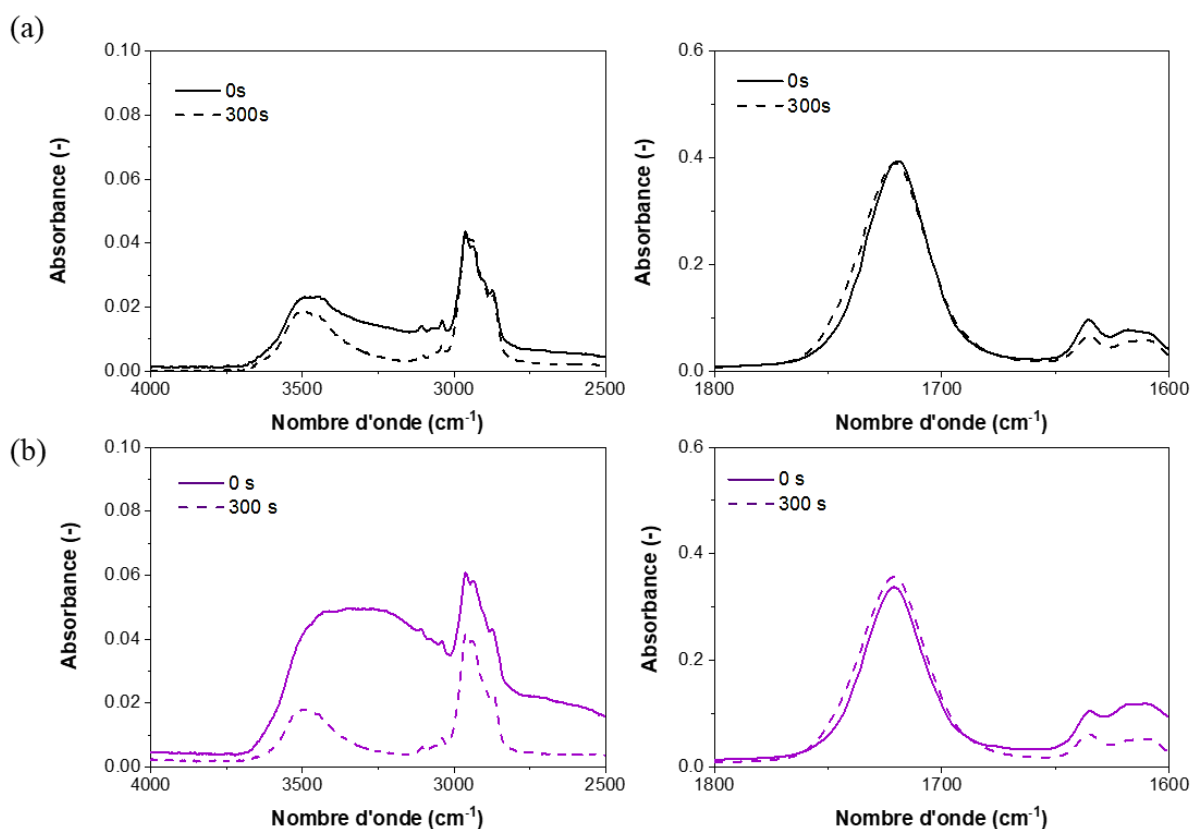 (a)
0.10
0.08
0.06
0.04
0.02
0.00
Absorbance (-)
0s
300s
4000
3500
3000
2500
Nombre d'onde (cm-1)
0.6
0.4
0.2
0.0
Absorbance (-)
0s
300s
1800
1700
1600
Nombre d'onde (cm-1)
(b)
0.10
0.08
0.06
0.04
0.02
0.00
Absorbance (-)
0 s
300 s
4000
3500
3000
2500
Nombre d'onde (cm-1)
0.6
0.4
0.2
0.0
Absorbance (-)
0 s
300 s
1800
1700
1600
Nombre d'onde (cm-1)